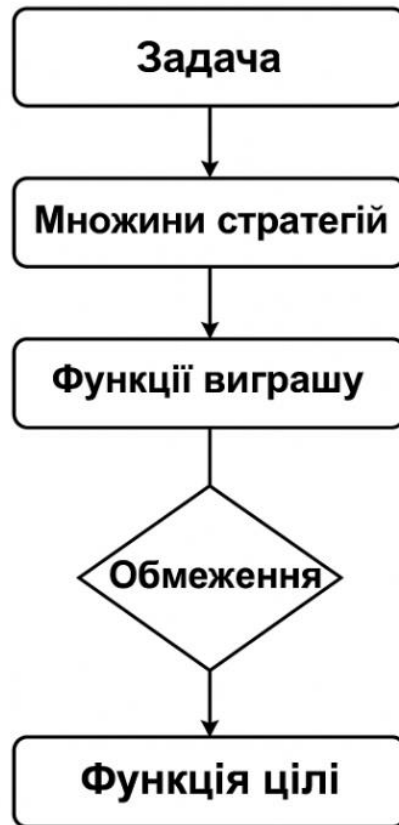 Задача
Множини стратегій
Функції виграшу
Обмеження
Функція цілі